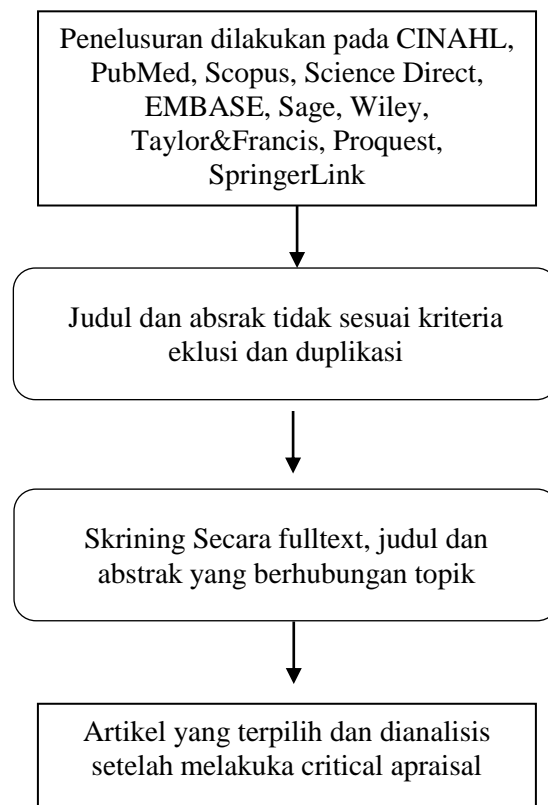 Penelusuran dilakukan pada CINAHL,
PubMed, Scopus, Science Direct,
EMBASE, Sage, Wiley,
Taylor&Francis, Proquest,
SpringerLink
Judul dan absrak tidak sesuai kriteria
eklusi dan duplikasi
Skrining Secara fulltext, judul dan
abstrak yang berhubungan topik
Artikel yang terpilih dan dianalisis
setelah melakuka critical apraisal